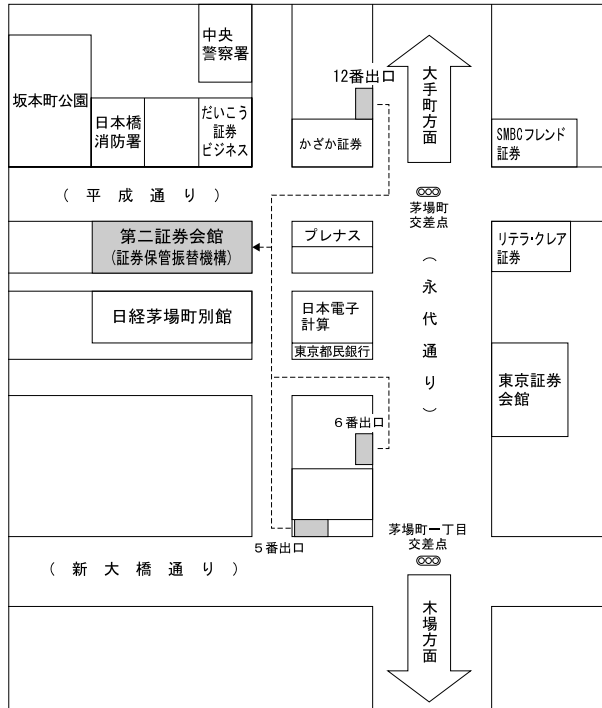 中央
警察署
坂本町公園
日本橋
消防署
だいこう
証券
ビジネス
12番出口
かざか証券
大手町方面
SMBCフレンド
証券
(平成通り)
茅場町
交差点
第二証券会館
(証券保管振替機構)
プレナス
リテラ・クレア
証券
(永代通り)
日経茅場町別館
日本電子
計算
東京都民銀行
東京証券
会館
6番出口
5番出口
茅場町一丁目
交差点
(新大橋通り)
木場方面